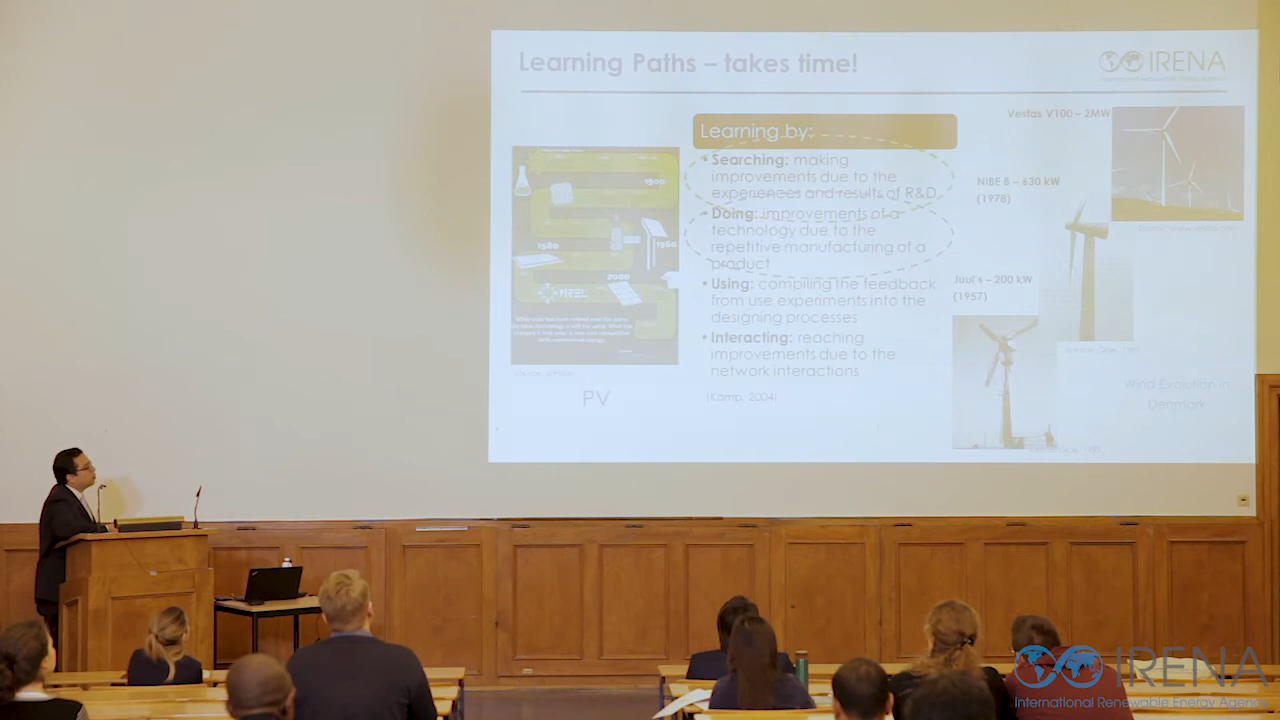 Learning Paths – takes time!
IRENA
Learning by:
• Searching: making
improvements due to the
experiences and results of R&D
• Doing: improvements of a
technology due to the
repetitive manufacturing of a
product
• Using: compiling the feedback
from use experiments into the
designing processes
• Interacting: reaching
improvements due to the
network interactions
(Kamp, 2004)
1900
1980
1960
2000
PV
Vestas V100 – 2MW
NIBE B – 630 kW
(1978)
Juul's – 200 kW
(1957)
Wind Evolution in
Denmark
IRENA
International Renewable Energy Agency